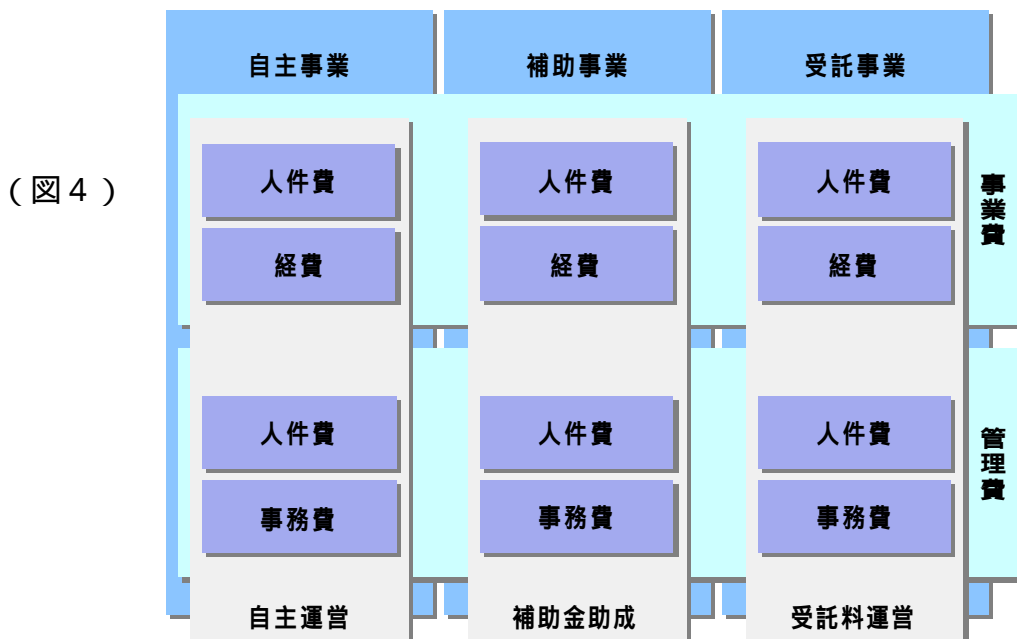 自主事業
補助事業
受託事業
(図4)
人件費
人件費
人件費
事業費
経費
経費
経費
人件費
人件費
人件費
管理費
事務費
事務費
事務費
自主運営
補助金助成
受託料運営